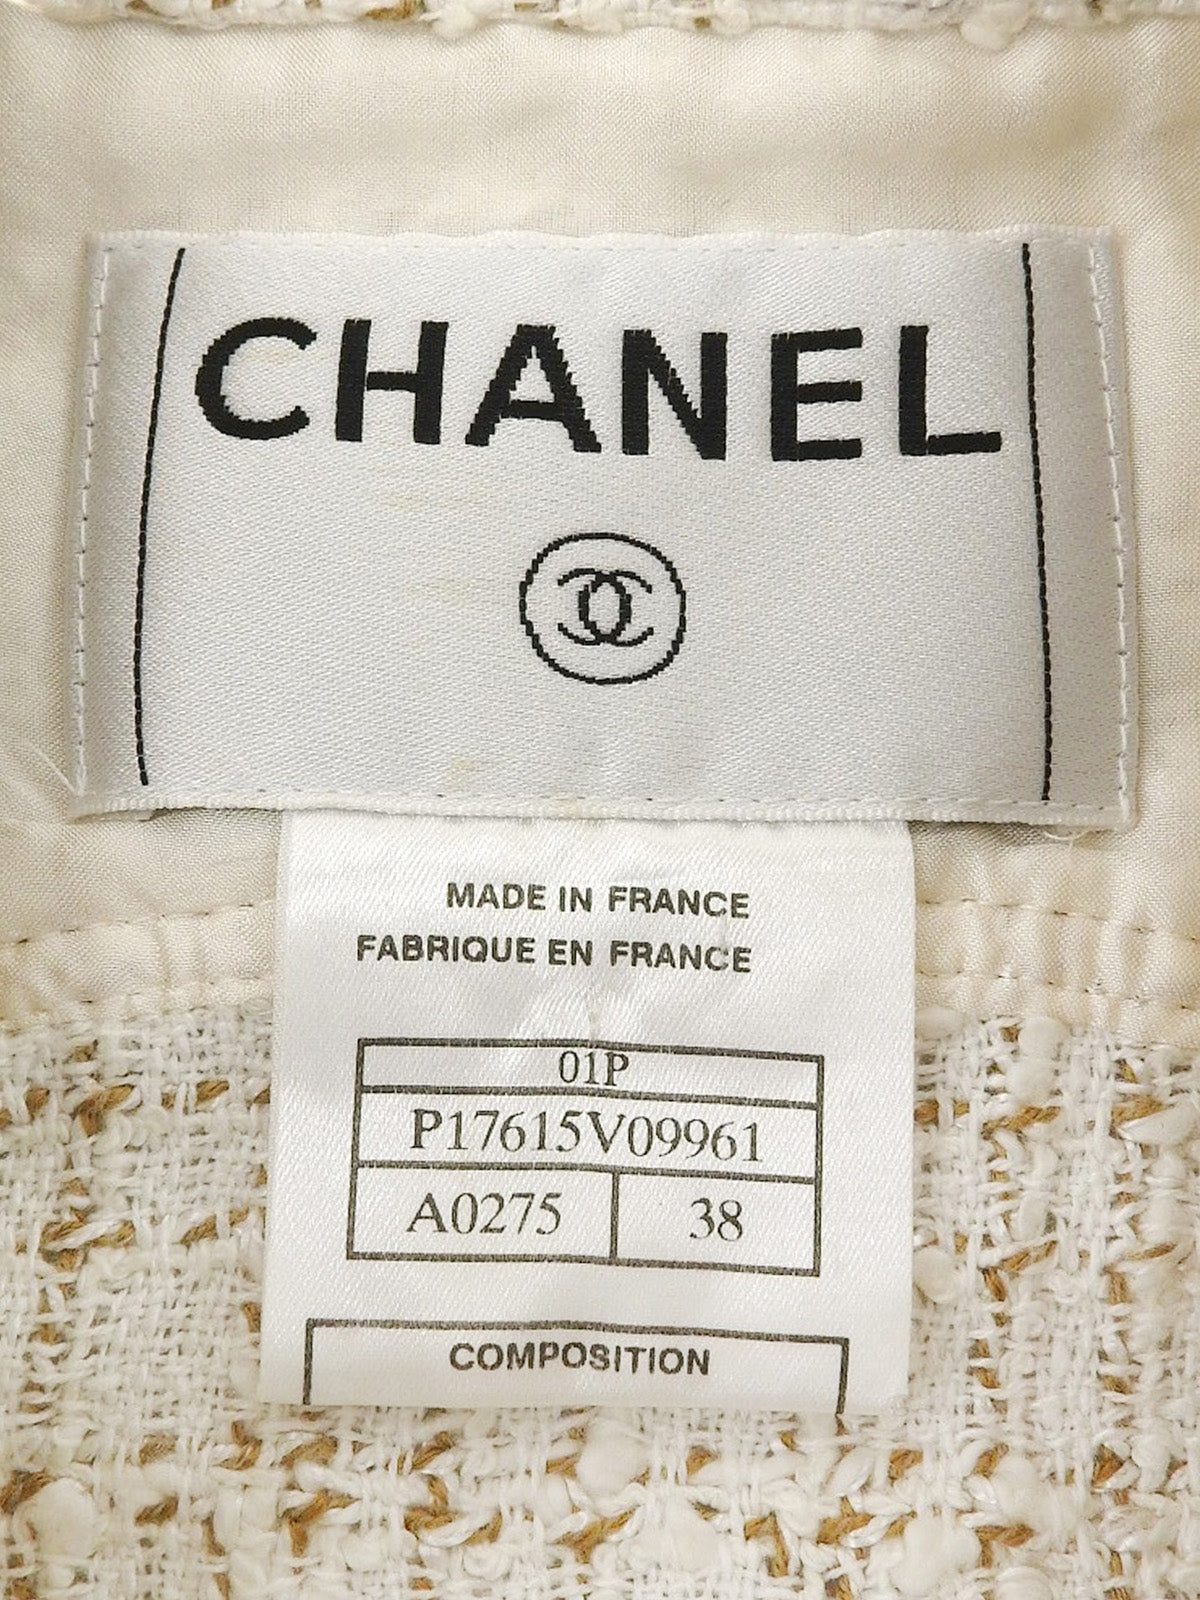 CHANEL
MADE IN FRANCE
FABRIQUE EN FRANCE
01P
P17615V09961
A0275 38
COMPOSITION